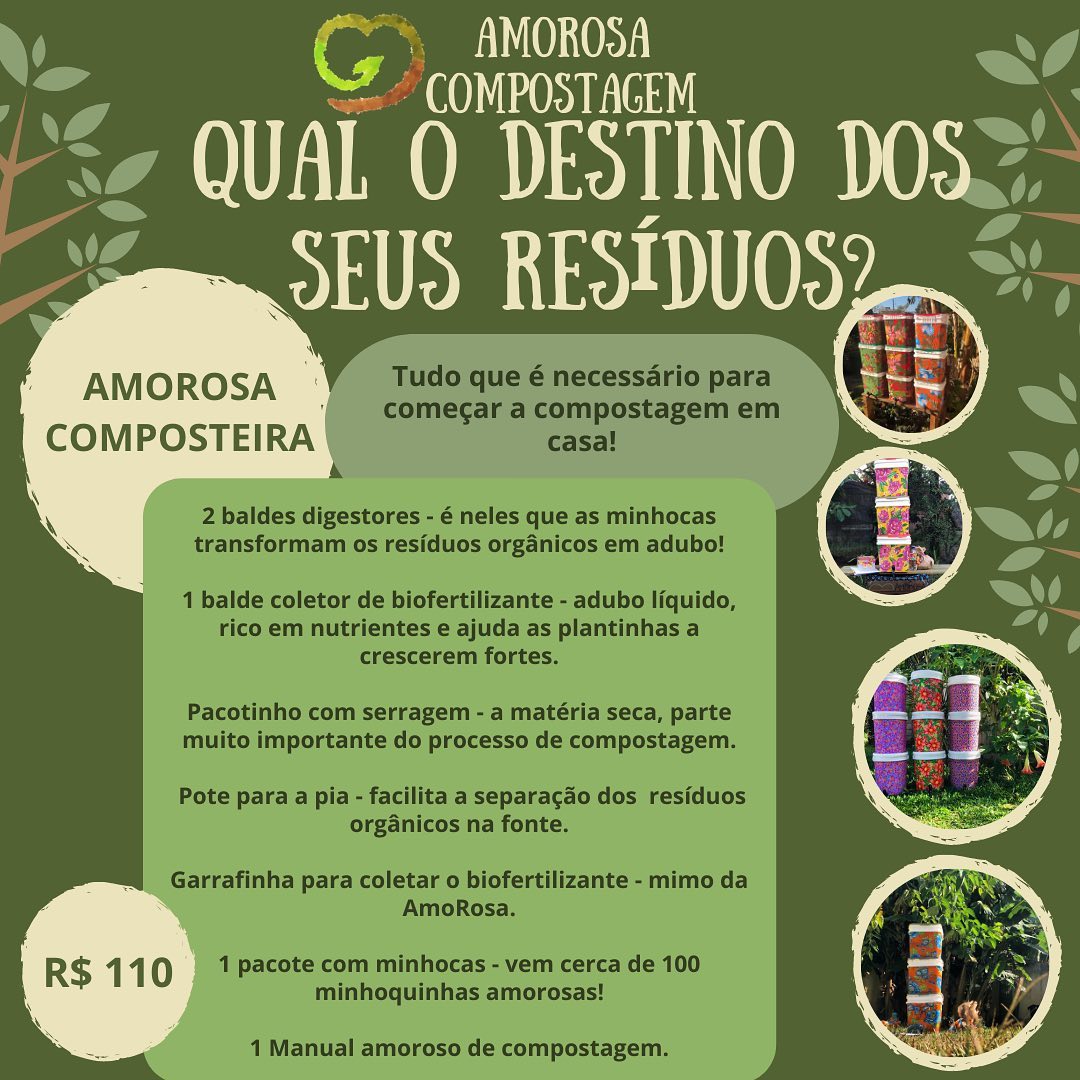 AMOROSA
COMPOSTAGEM
QUAL O DESTINO DOS
SEUS RESÍDUOS?
AMOROSA
COMPOSTEIRA
Tudo que é necessário para
começar a compostagem em
casa!
2 baldes digestores - é neles que as minhocas
transformam os resíduos orgânicos em adubo!
1 balde coletor de biofertilizante - adubo líquido,
rico em nutrientes e ajuda as plantinhas a
crescerem fortes.
Pacotinho com serragem - a matéria seca, parte
muito importante do processo de compostagem.
Pote para a pia - facilita a separação dos  resíduos
orgânicos na fonte.
Garrafinha para coletar o biofertilizante - mimo da
AmoRosa.
1 pacote com minhocas - vem cerca de 100
minhoquinhas amorosas!
1 Manual amoroso de compostagem.
R$ 110